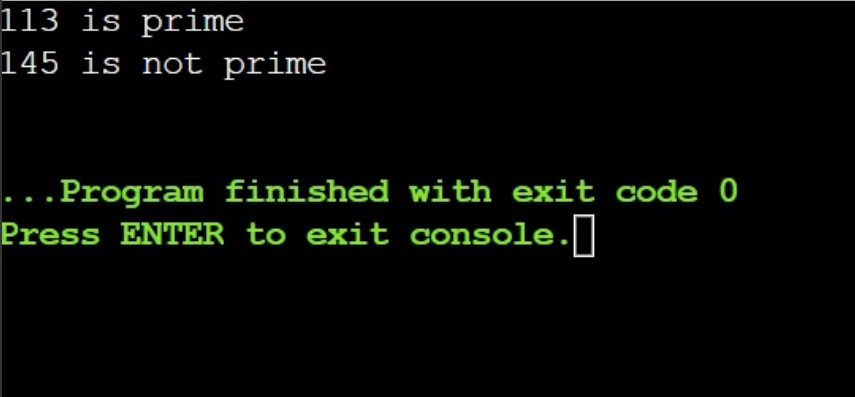 113 is prime
145 is not prime
...Program finished with exit code 0
Press ENTER to exit console.